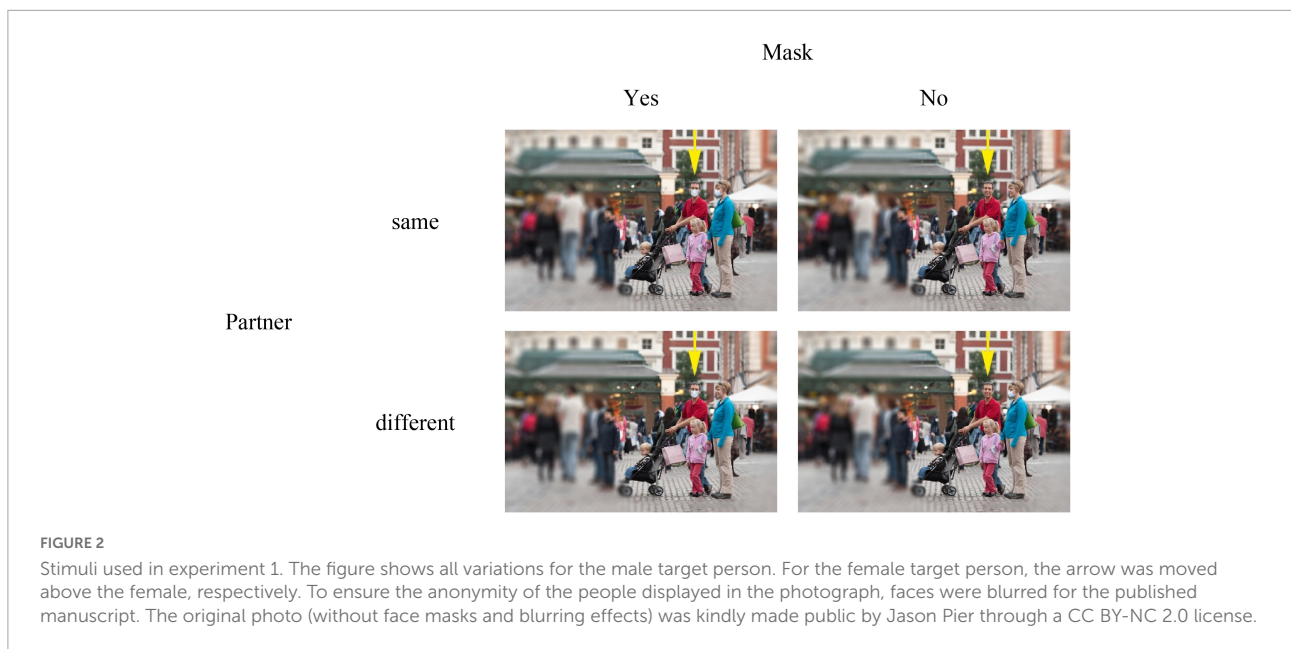 Mask
Yes No
same
Partner
different
FIGURE 2
Stimuli used in experiment 1. The figure shows all variations for the male target person. For the female target person, the arrow was moved
above the female, respectively. To ensure the anonymity of the people displayed in the photograph, faces were blurred for the published
manuscript. The original photo (without face masks and blurring effects) was kindly made public by Jason Pier through a CC BY-NC 2.0 license.